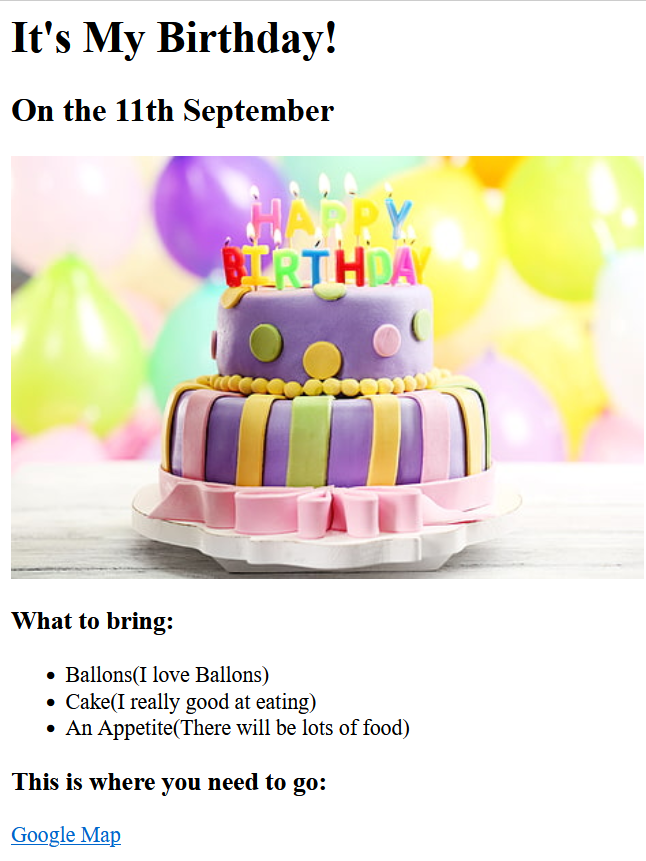 It's My Birthday!
On the 11th September
HAPPY
BIRTHDAY
What to bring:
Ballons(I love Ballons)
Cake(I really good at eating)
An Appetite(There will be lots of food)
This is where you need to go:
Google Map